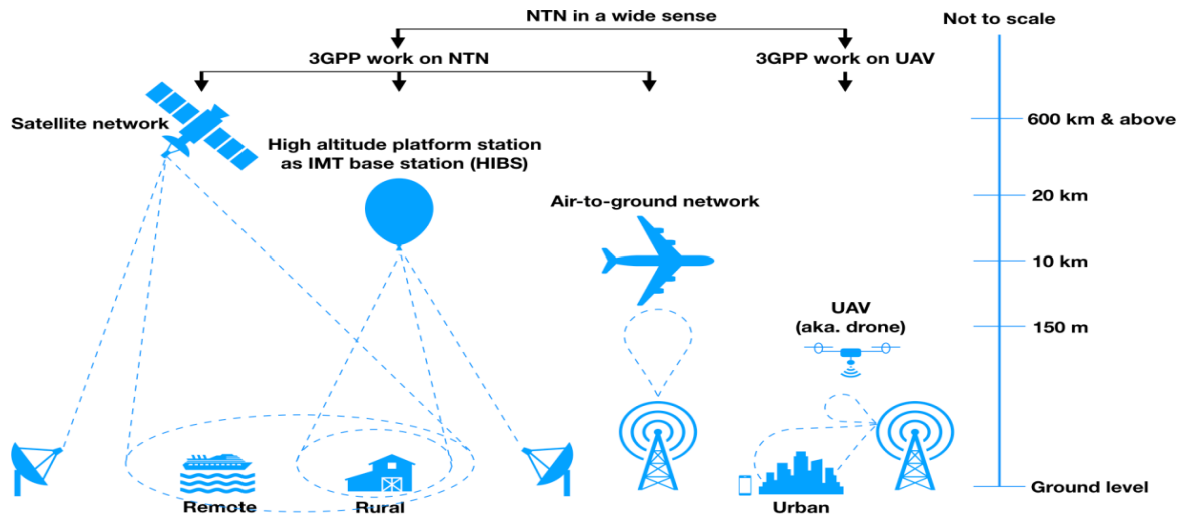 NTN in a wide sense
Not to scale
3GPP work on NTN
3GPP work on UAV
Satellite network
600 km & above
High altitude platform station
as IMT base station (HIBS)
20 km
Air-to-ground network
10 km
150 m
UAV
(aka. drone)
Ground level
Remote
Rural
Urban